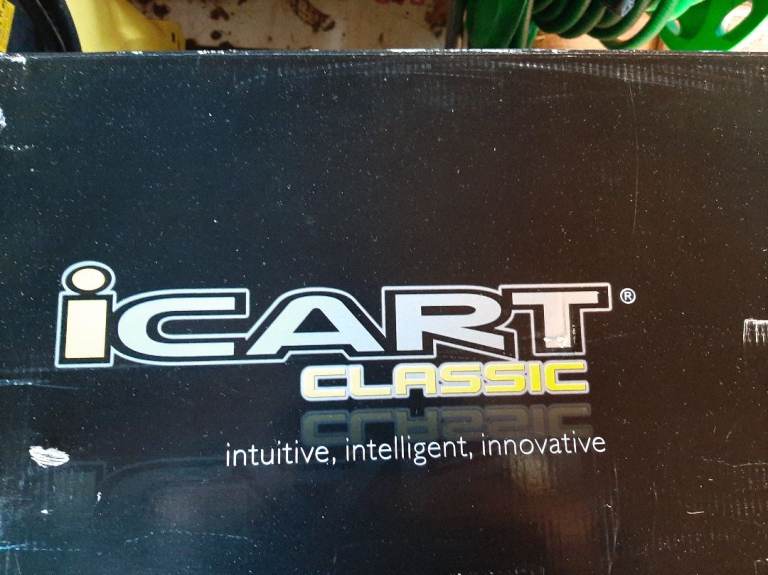 iCART®
CLASSIC
intuitive, intelligent, innovative